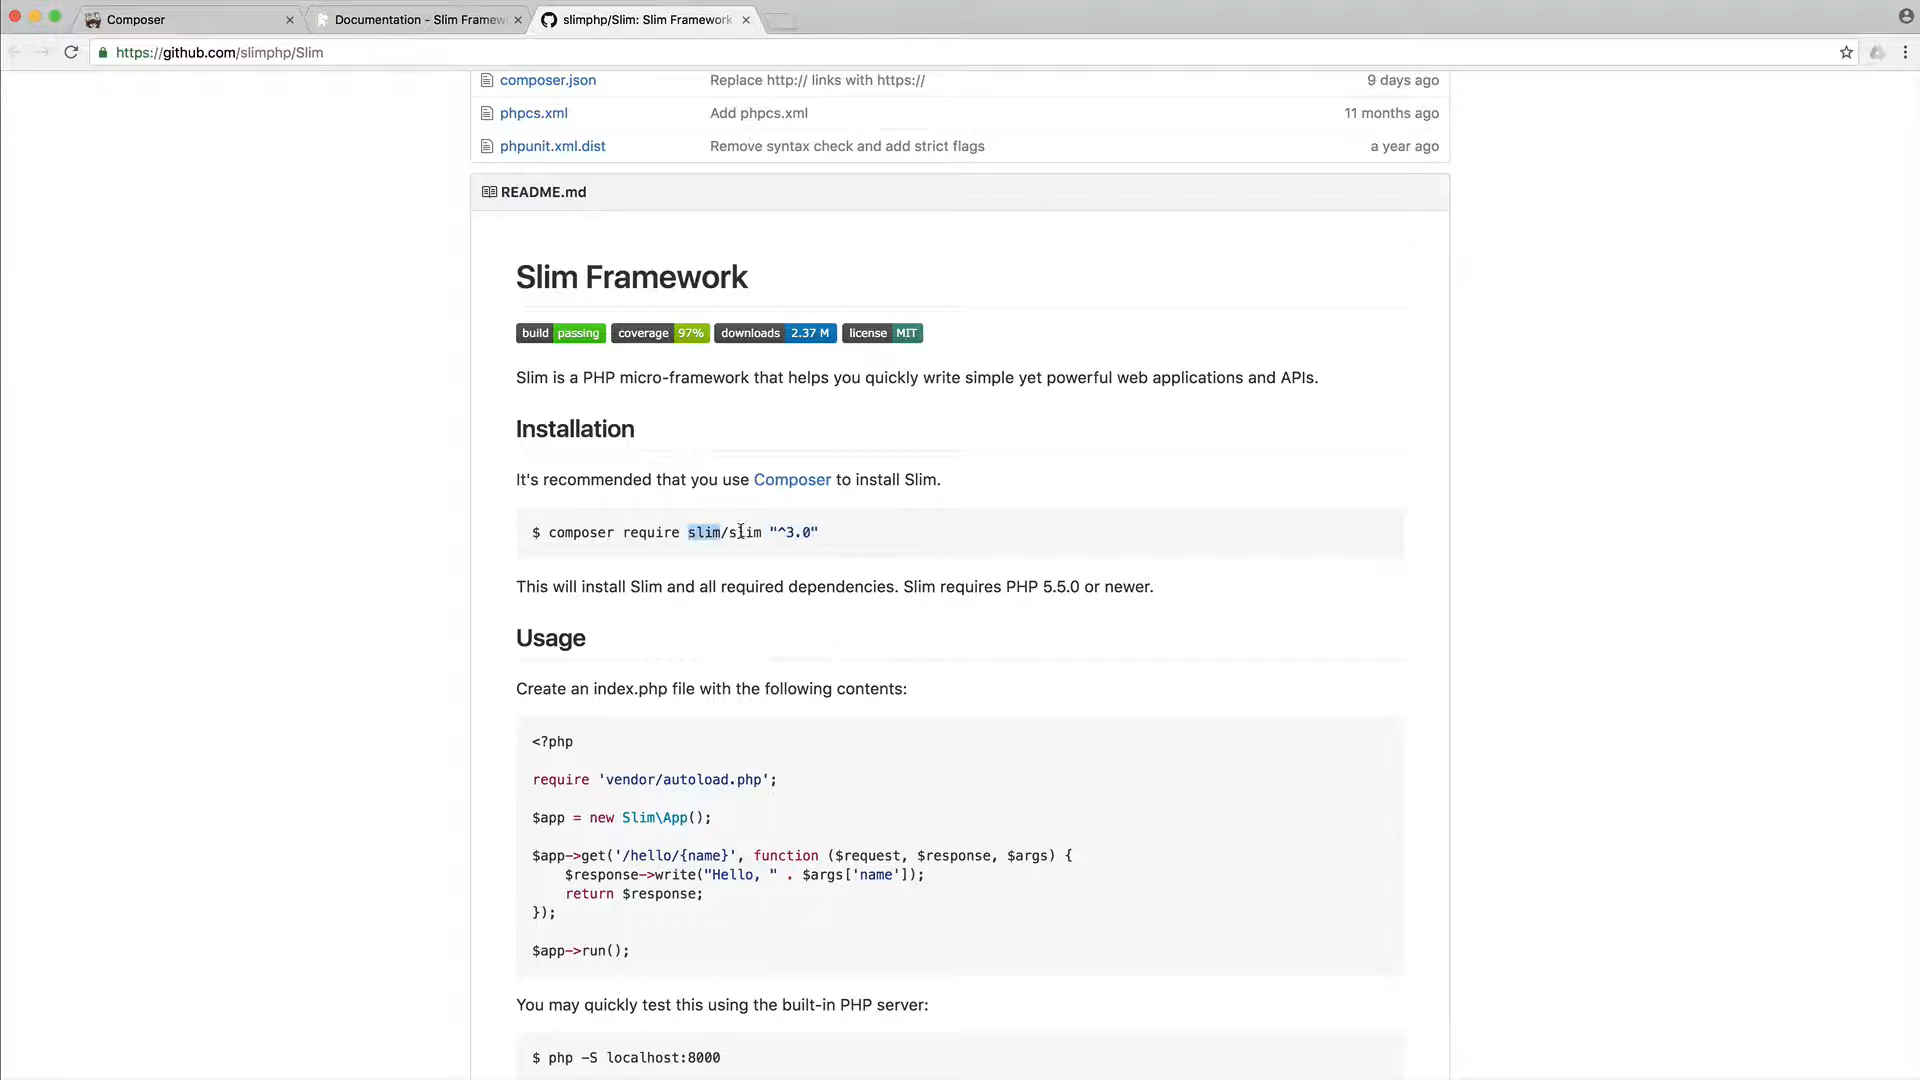 Composer
Documentation - Slim Framew
slimphp/Slim: Slim Framework
https://github.com/slimphp/Slim
composer.json Replace http:// links with https:// 9 days ago
phpcs.xml Add phpcs.xml 11 months ago
phpunit.xml.dist Remove syntax check and add strict flags a year ago
README.md
Slim Framework
build passing coverage 97% downloads 2.37 M license MIT
Slim is a PHP micro-framework that helps you quickly write simple yet powerful web applications and APIs.
Installation
It's recommended that you use Composer to install Slim.
$ composer require slim/slim "^3.0"
This will install Slim and all required dependencies. Slim requires PHP 5.5.0 or newer.
Usage
Create an index.php file with the following contents:
<?php
require 'vendor/autoload.php';
$app = new Slim\App();
$app->get('/hello/{name}', function ($request, $response, $args) {
$response->write("Hello, " . $args['name']);
return $response;
});
$app->run();
You may quickly test this using the built-in PHP server:
$ php -S localhost:8000